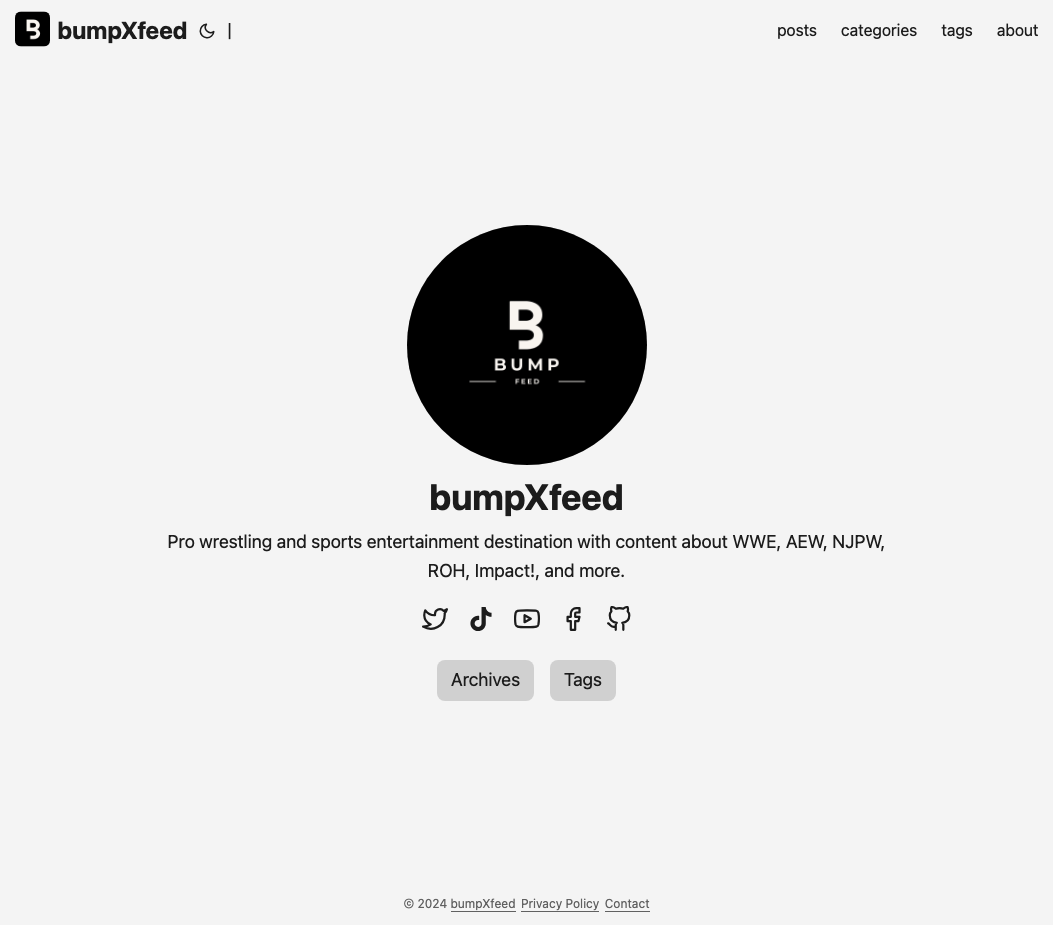 B bumpXfeed |
posts categories tags about
B
BUMP
FEED
bumpXfeed
Pro wrestling and sports entertainment destination with content about WWE, AEW, NJPW,
ROH, Impact!, and more.
Archives Tags
© 2024 bumpXfeed Privacy Policy Contact